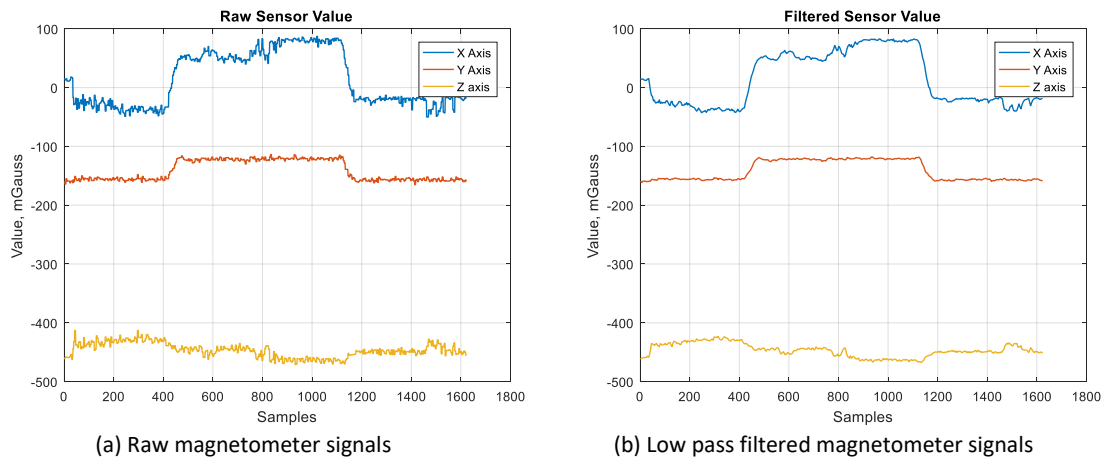 Raw Sensor Value
100
0
-100
-200
-300
-400
-500
Value, mGauss
0 200 400 600 800 1000 1200 1400 1600 1800
Samples
X Axis
Y Axis
Z axis
(a) Raw magnetometer signals
Filtered Sensor Value
100
0
-100
-200
-300
-400
-500
Value, mGauss
0 200 400 600 800 1000 1200 1400 1600 1800
Samples
X Axis
Y Axis
Z axis
(b) Low pass filtered magnetometer signals